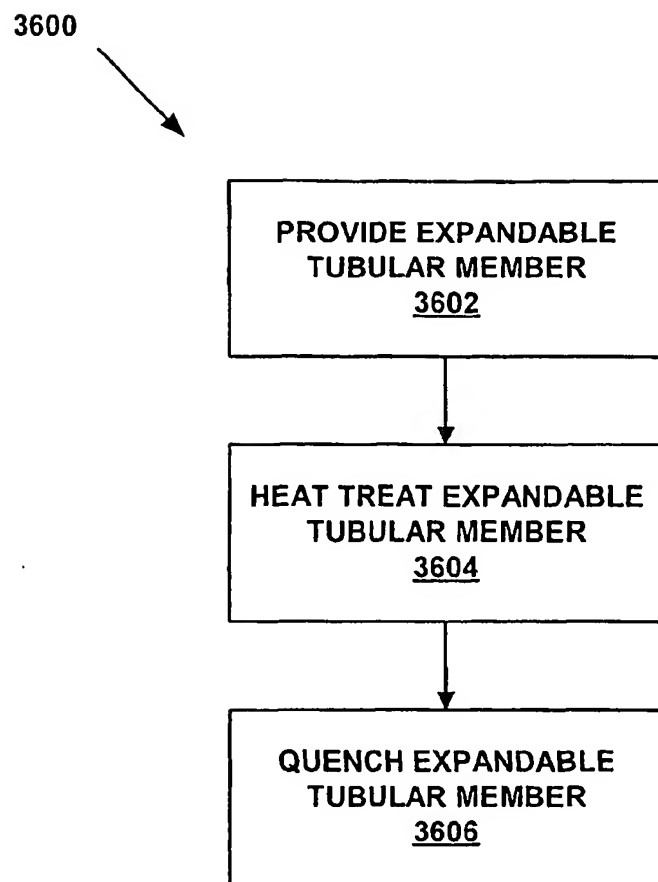 3600
PROVIDE EXPANDABLE
TUBULAR MEMBER
3602
HEAT TREAT EXPANDABLE
TUBULAR MEMBER
3604
QUENCH EXPANDABLE
TUBULAR MEMBER
3606